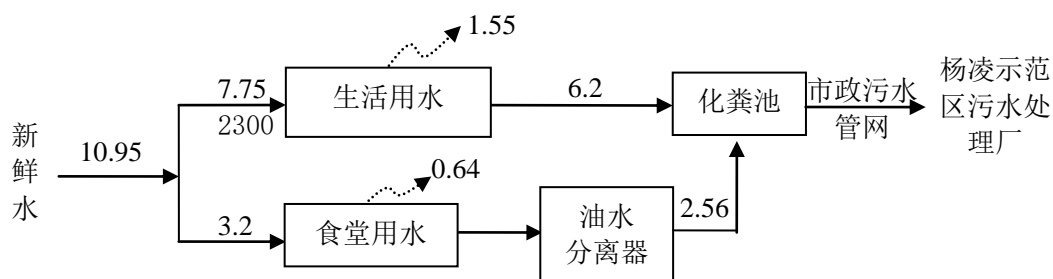 1.55
7.75
2300
生活用水
6.2
化粪池
市政污水
管网
杨凌示范
区污水处
理厂
新
鲜
水
10.95
0.64
3.2
食堂用水
油水
分离器
2.56